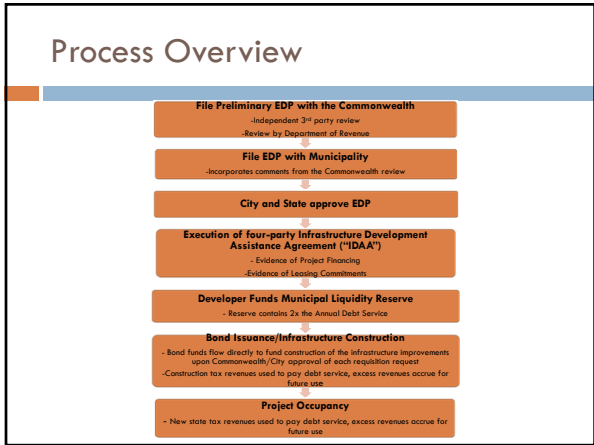 Process Overview
File Preliminary EDP with the Commonwealth
-Independent 3rd party review
-Review by Department of Revenue
File EDP with Municipality
-Incorporates comments from the Commonwealth review
City and State approve EDP
Execution of four-party Infrastructure Development
Assistance Agreement (“IDAA”)
- Evidence of Project Financing
-Evidence of Leasing Commitments
Developer Funds Municipal Liquidity Reserve
- Reserve contains 2x the Annual Debt Service
Bond Issuance/Infrastructure Construction
- Bond funds flow directly to fund construction of the infrastructure improvements
upon Commonwealth/City approval of each requisition request
-Construction tax revenues used to pay debt service, excess revenues accrue for
future use
Project Occupancy
- New state tax revenues used to pay debt service, excess revenues accrue for
future use